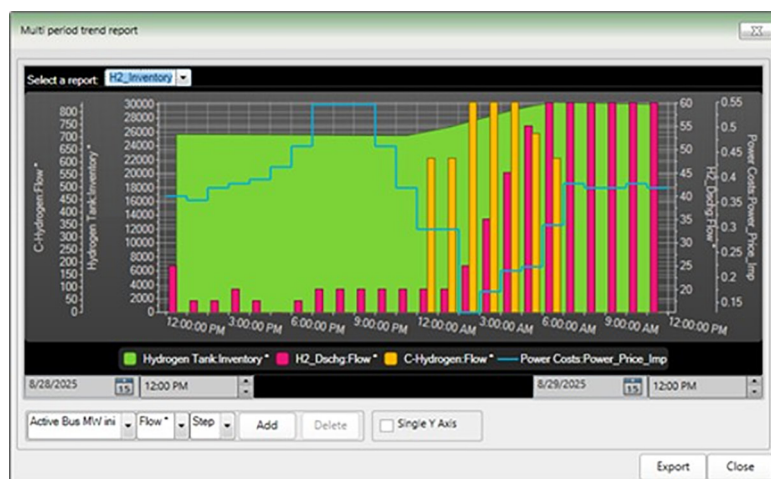 Multi period trend report
Select a report: H2_Inventory
800 30000 60 0.55
750 28000
700 26000 55 0.5
650 24000 50
600 22000 0.45
550 20000 45
500 18000 0.4
450 16000 40
400 14000 0.35
350 12000 35
300 10000 0.3
250 8000 30
200 6000 0.25
150 4000 25
100 2000 0.2
50 20 0.15
0 0
C-Hydrogen:Flow *
Hydrogen Tank:Inventory *
H2_Dschg:Flow *
Power Costs:Power_Price_Imp
12:00:00 PM 3:00:00 PM 6:00:00 PM 9:00:00 PM 12:00:00 AM 3:00:00 AM 6:00:00 AM 9:00:00 AM 12:00:00 PM
Hydrogen Tank:Inventory * H2_Dschg:Flow * C-Hydrogen:Flow * Power Costs:Power_Price_Imp
8/28/2025 15 12:00 PM 8/29/2025 15 12:00 PM
Active Bus MW ini Flow * Step Add Delete Single Y Axis
Export Close